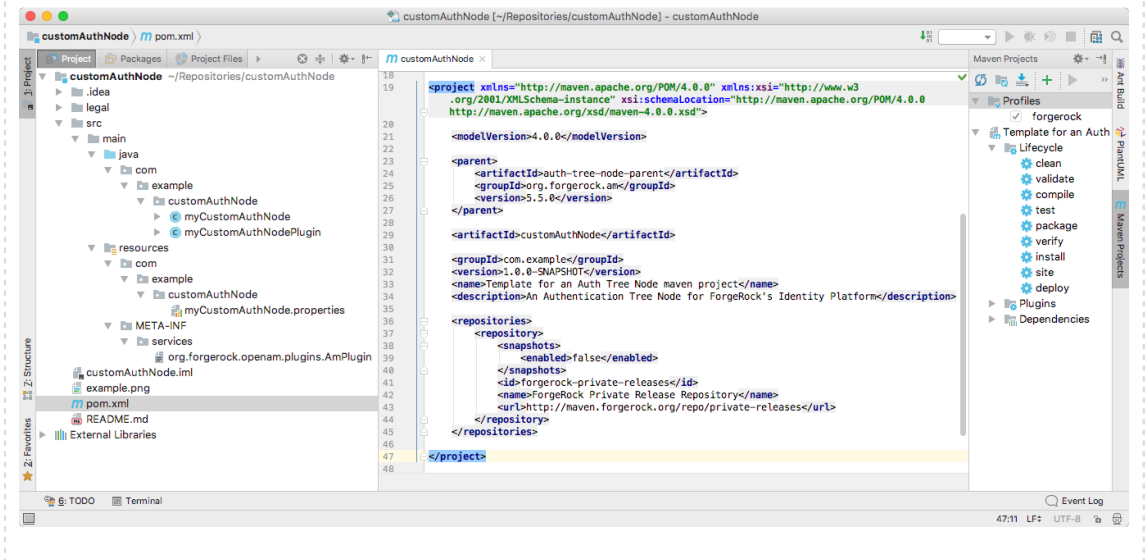 customAuthNode [~/Repositories/customAuthNode] - customAuthNode
customAuthNode pom.xml
Project Packages Project Files
customAuthNode ~/Repositories/customAuthNode
.idea
legal
src
main
java
com
example
customAuthNode
myCustomAuthNode
myCustomAuthNodePlugin
resources
com
example
customAuthNode
myCustomAuthNode.properties
META-INF
services
org.forgerock.openam.plugins.AmPlugin
customAuthNode.iml
example.png
pom.xml
README.md
External Libraries
1: Project
Z: Structure
2: Favorites
customAuthNode
18
19 <project xmlns="http://maven.apache.org/POM/4.0.0" xmlns:xsi="http://www.w3
.org/2001/XMLSchema-instance" xsi:schemaLocation="http://maven.apache.org/POM/4.0.0
http://maven.apache.org/xsd/maven-4.0.0.xsd">
20
21 <modelVersion>4.0.0</modelVersion>
22
23 <parent>
24 <artifactId>auth-tree-node-parent</artifactId>
25 <groupId>org.forgerock.am</groupId>
26 <version>5.5.0</version>
27 </parent>
28
29 <artifactId>customAuthNode</artifactId>
30
31 <groupId>com.example</groupId>
32 <version>1.0.0-SNAPSHOT</version>
33 <name>Template for an Auth Tree Node maven project</name>
34 <description>An Authentication Tree Node for ForgeRock's Identity Platform</description>
35
36 <repositories>
37 <repository>
38 <snapshots>
39 <enabled>false</enabled>
40 </snapshots>
41 <id>forgerock-private-releases</id>
42 <name>ForgeRock Private Release Repository</name>
43 <url>http://maven.forgerock.org/repo/private-releases</url>
44 </repository>
45 </repositories>
46
47 </project>
48
Maven Projects
Profiles
forgerock
Template for an Auth
Lifecycle
clean
validate
compile
test
package
verify
install
site
deploy
Plugins
Dependencies
Ant Build
PlantUML
Maven Projects
6: TODO Terminal Event Log
47:11 LF UTF-8